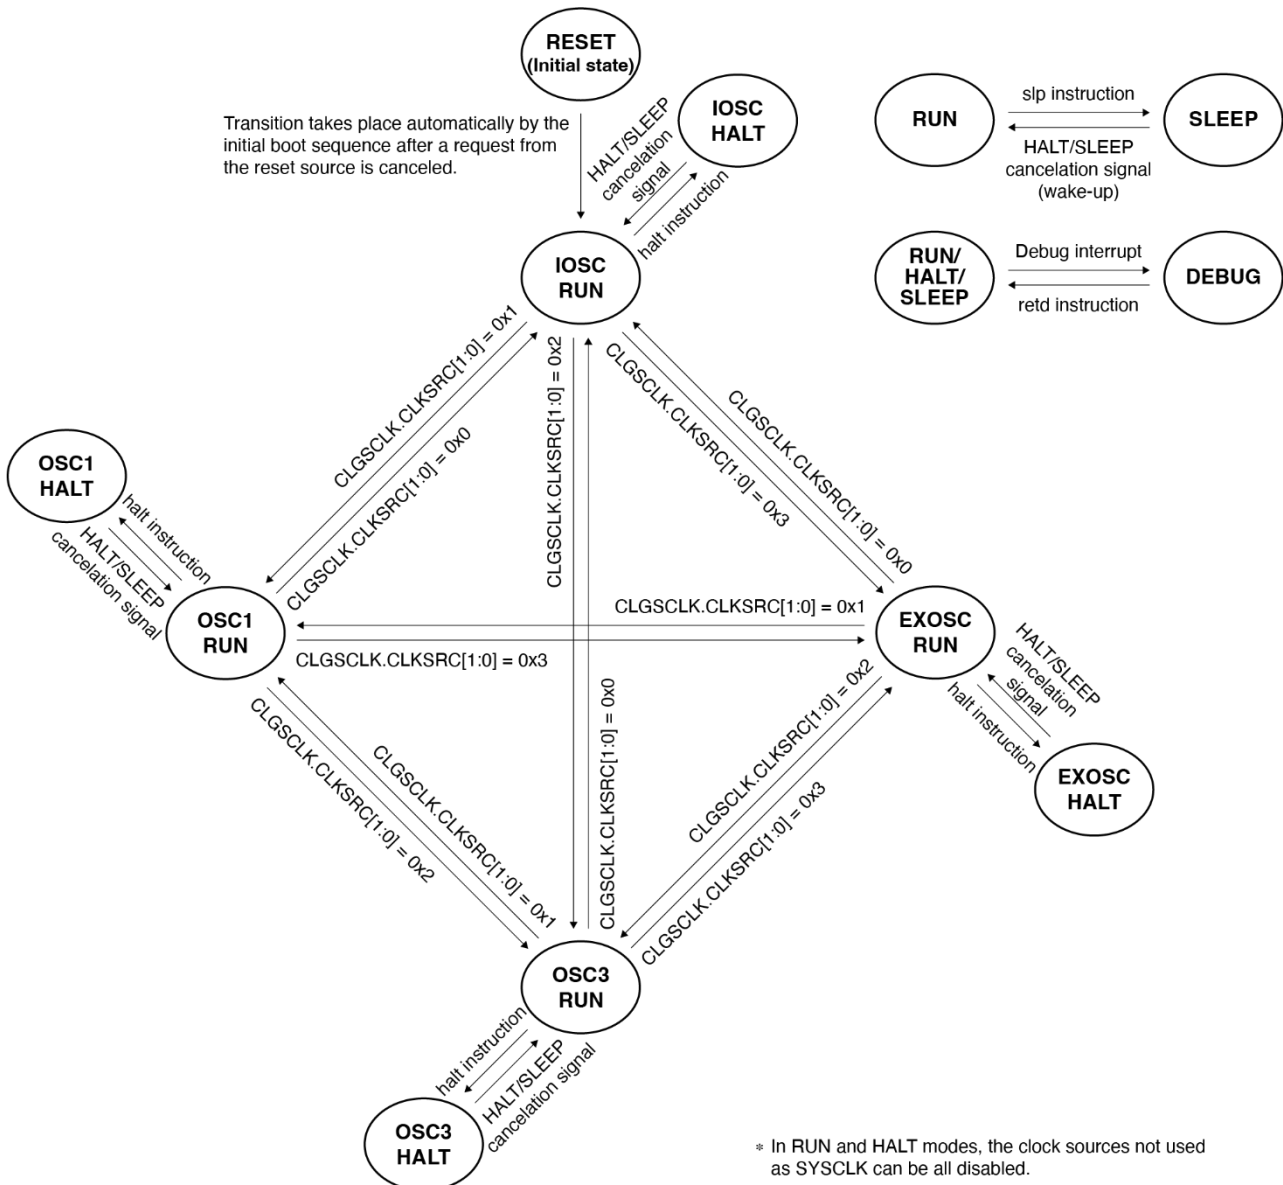 RESET
(Initial state)
Transition takes place automatically by the
initial boot sequence after a request from
the reset source is canceled.
IOSC
HALT
HALT/SLEEP
cancelation
signal
halt instruction
IOSC
RUN
RUN
slp instruction
HALT/SLEEP
cancelation signal
(wake-up)
SLEEP
RUN/
HALT/
SLEEP
Debug interrupt
retd instruction
DEBUG
CLGSCLK.CLKSRC[1:0] = 0x1
CLGSCLK.CLKSRC[1:0] = 0x0
CLGSCLK.CLKSRC[1:0] = 0x2
CLGSCLK.CLKSRC[1:0] = 0x3
CLGSCLK.CLKSRC[1:0] = 0x0
OSC1
HALT
halt instruction
HALT/SLEEP
cancelation signal
OSC1
RUN
CLGSCLK.CLKSRC[1:0] = 0x1
CLGSCLK.CLKSRC[1:0] = 0x3
EXOSC
RUN
HALT/SLEEP
cancelation
signal
halt instruction
EXOSC
HALT
CLGSCLK.CLKSRC[1:0] = 0x2
CLGSCLK.CLKSRC[1:0] = 0x1
CLGSCLK.CLKSRC[1:0] = 0x0
CLGSCLK.CLKSRC[1:0] = 0x2
CLGSCLK.CLKSRC[1:0] = 0x3
OSC3
RUN
halt instruction
HALT/SLEEP
cancelation signal
OSC3
HALT
* In RUN and HALT modes, the clock sources not used
as SYSCLK can be all disabled.